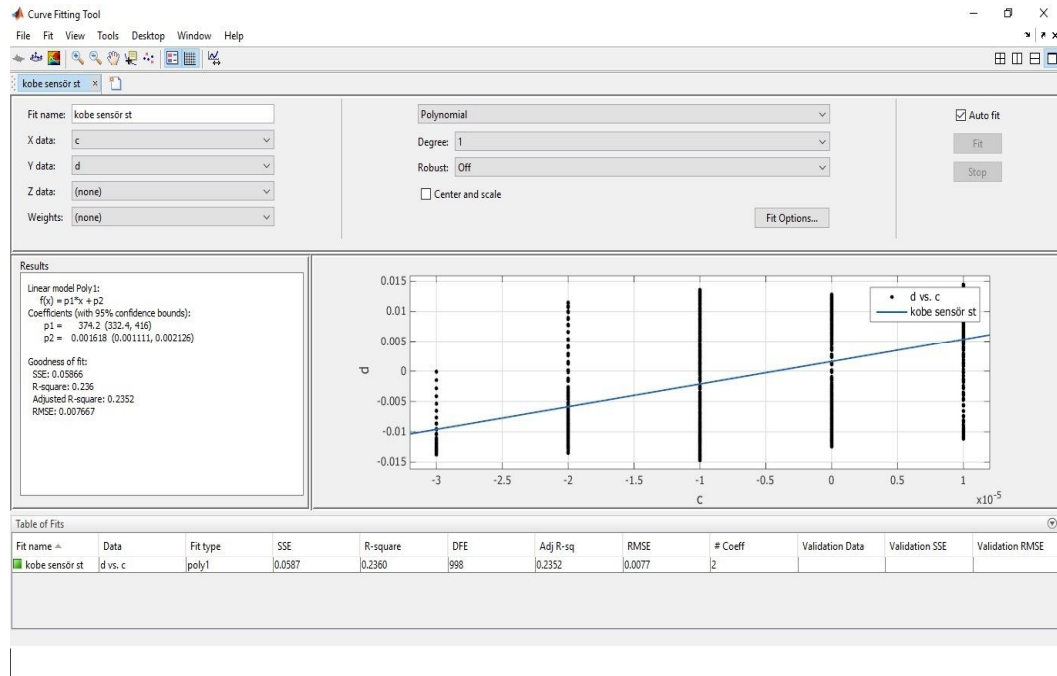 Curve Fitting Tool
File Fit View Tools Desktop Window Help
kobe sensör st
Fit name: kobe sensör st
X data: c
Y data: d
Z data: (none)
Weights: (none)
Polynomial
Degree: 1
Robust: Off
Center and scale
Fit Options...
Auto fit
Fit
Stop
Results
Linear model Poly1:
f(x) = p1*x + p2
Coefficients (with 95% confidence bounds):
p1 = 374.2 (332.4, 416)
p2 = 0.001618 (0.001111, 0.002126)
Goodness of fit:
SSE: 0.05866
R-square: 0.236
Adjusted R-square: 0.2352
RMSE: 0.007667
0.015
0.01
0.005
0
-0.005
-0.01
-0.015
d
d vs. c
kobe sensör st
-3 -2.5 -2 -1.5 -1 -0.5 0 0.5 1
c
x10^-5
Table of Fits
Fit name Data Fit type SSE R-square DFE Adj R-sq RMSE # Coeff Validation Data Validation SSE Validation RMSE
kobe sensör st d vs. c poly1 0.0587 0.2360 998 0.2352 0.0077 2